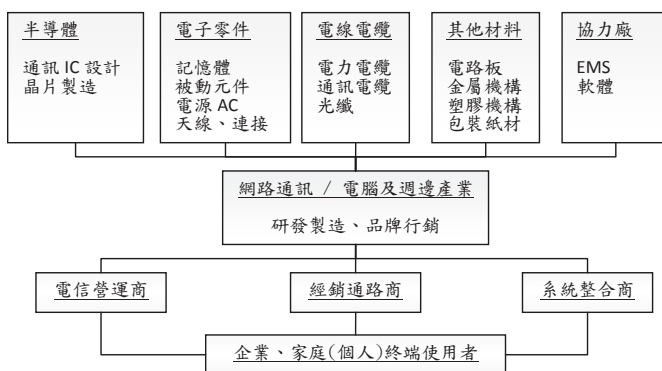 半導體
通訊 IC 設計
晶片製造
電子零件
記憶體
被動元件
電源 AC
天線、連接
電線電纜
電力電纜
通訊電纜
光纖
其他材料
電路板
金屬機構
塑膠機構
包裝紙材
協力廠
EMS
軟體
網路通訊 / 電腦及週邊產業
研發製造、品牌行銷
電信營運商
經銷通路商
系統整合商
企業、家庭(個人)終端使用者